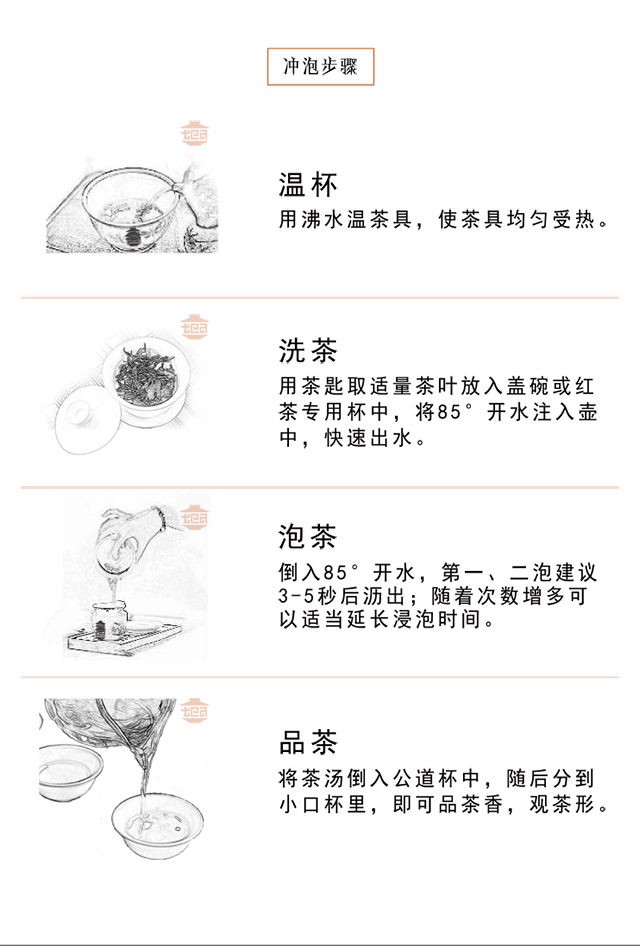 冲泡步骤
温杯
用沸水温茶具，使茶具均匀受热。
洗茶
用茶匙取适量茶叶放入盖碗或红
茶专用杯中，将85°开水注入壶
中，快速出水。
泡茶
倒入85°开水，第一、二泡建议
3-5秒后沥出；随着次数增多可
以适当延长浸泡时间。
品茶
将茶汤倒入公道杯中，随后分到
小口杯里，即可品茶香，观茶形。